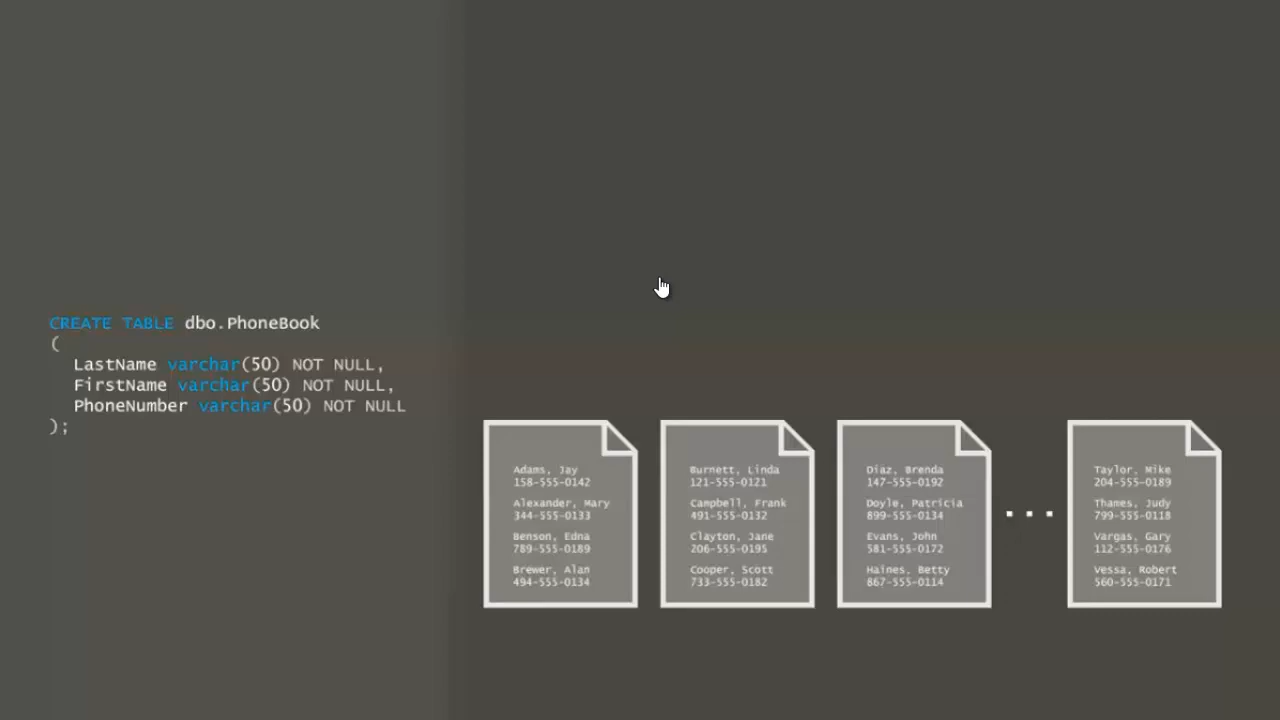 CREATE TABLE dbo.PhoneBook
(
LastName varchar(50) NOT NULL,
FirstName varchar(50) NOT NULL,
PhoneNumber varchar(50) NOT NULL
);
Adams, Jay
158-555-0142
Alexander, Mary
344-555-0133
Benson, Edna
789-555-0189
Brewer, Alan
494-555-0134
Burnett, Linda
121-555-0121
Campbell, Frank
491-555-0132
Clayton, Jane
206-555-0195
Cooper, Scott
733-555-0182
Diaz, Brenda
147-555-0192
Doyle, Patricia
899-555-0134
Evans, John
581-555-0172
Haines, Betty
867-555-0114
. . .
Taylor, Mike
204-555-0189
Thames, Judy
799-555-0118
Vargas, Gary
112-555-0176
Vessa, Robert
560-555-0171